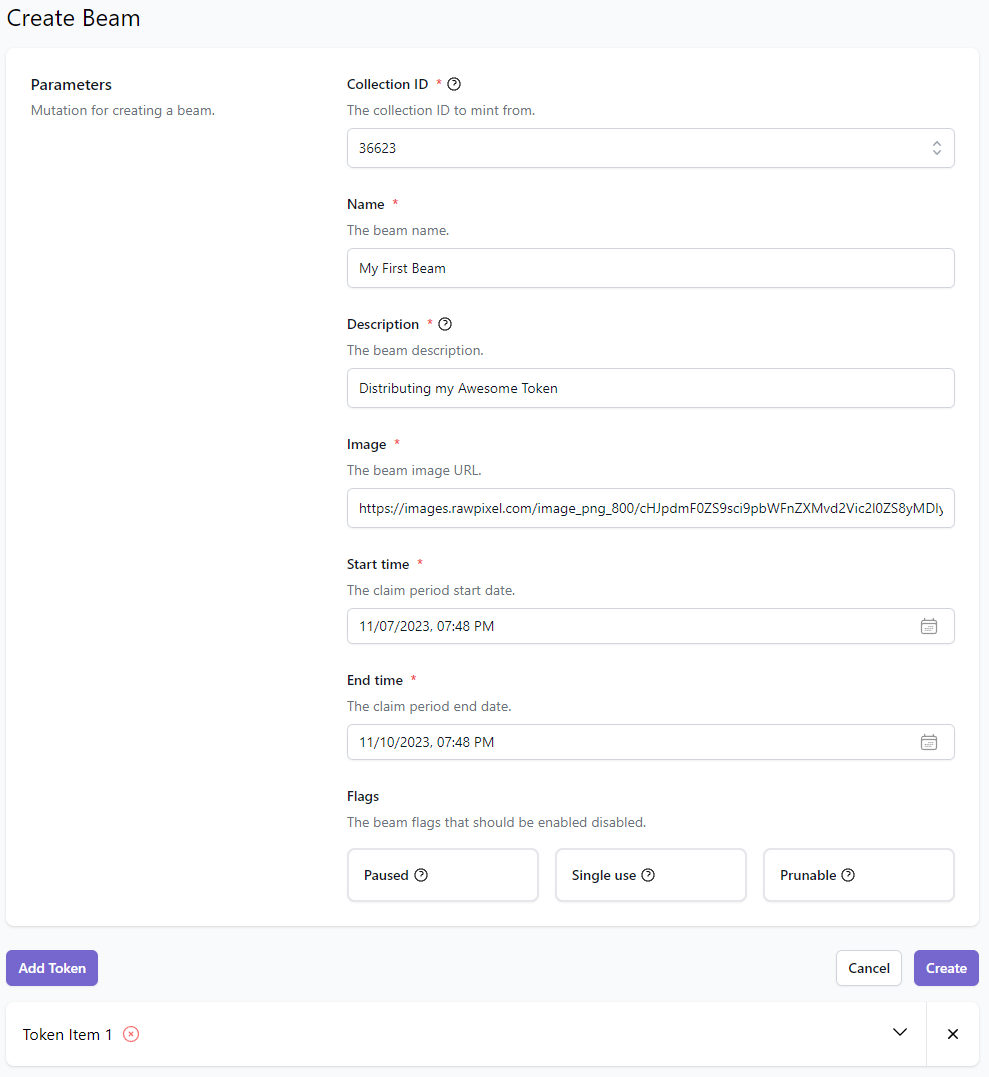 Create Beam
Parameters
Mutation for creating a beam.
Collection ID *
The collection ID to mint from.
36623
Name *
The beam name.
My First Beam
Description *
The beam description.
Distributing my Awesome Token
Image *
The beam image URL.
https://images.rawpixel.com/image_png_800/cHJpdmF0ZS9sci9pbWFnZXMvd2Vic2l0ZS8yMDIy
Start time *
The claim period start date.
11/07/2023, 07:48 PM
End time *
The claim period end date.
11/10/2023, 07:48 PM
Flags
The beam flags that should be enabled disabled.
Paused Single use Prunable
Add Token Cancel Create
Token Item 1